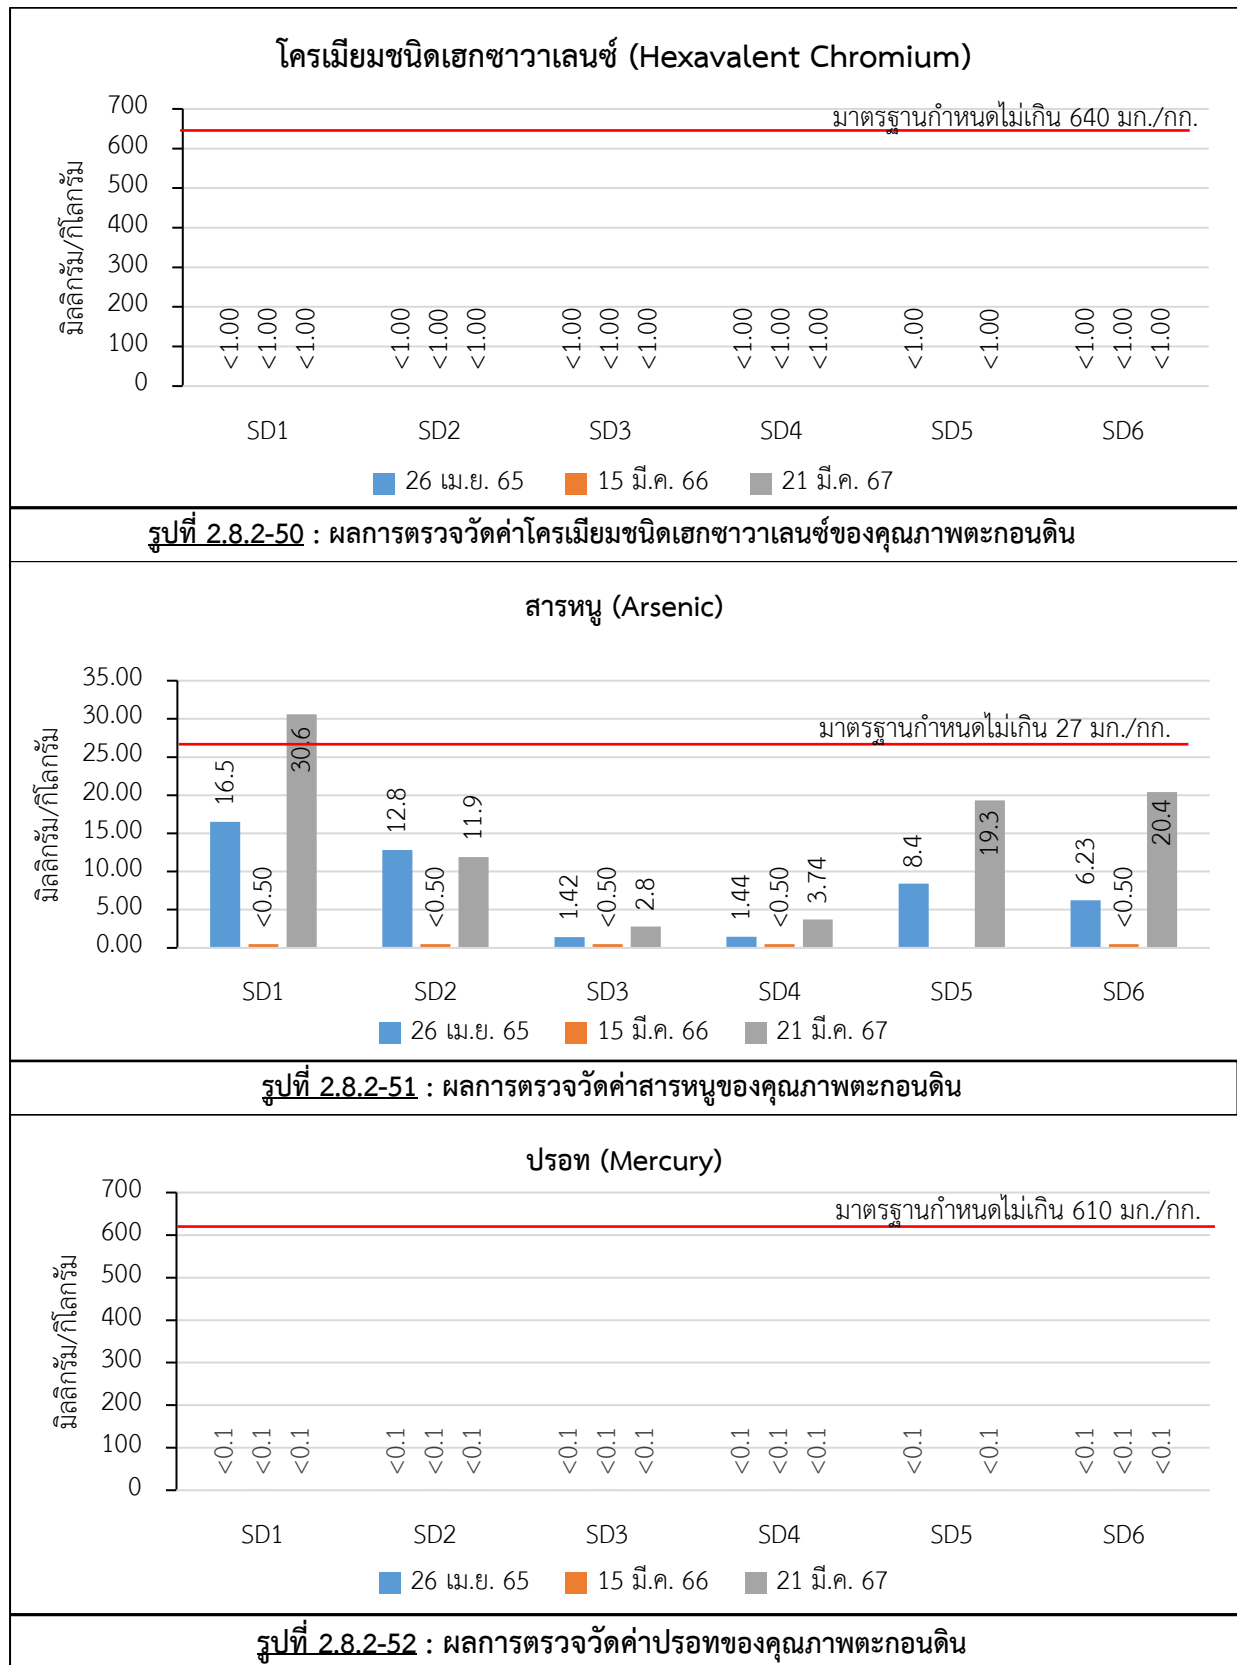 โครเมียมชนิดเฮกซาวาเลนซ์ (Hexavalent Chromium)
มาตรฐานกำหนดไม่เกิน 640 มก./กก.
มิลลิกรัม/กิโลกรัม
700
600
500
400
300
200
100
0
<1.00 <1.00 <1.00 <1.00 <1.00 <1.00 <1.00 <1.00 <1.00 <1.00 <1.00 <1.00 <1.00 <1.00 <1.00 <1.00 <1.00
SD1 SD2 SD3 SD4 SD5 SD6
26 เม.ย. 65 15 มี.ค. 66 21 มี.ค. 67
รูปที่ 2.8.2-50 : ผลการตรวจวัดค่าโครเมียมชนิดเฮกซาวาเลนซ์ของคุณภาพตะกอนดิน
สารหนู (Arsenic)
มาตรฐานกำหนดไม่เกิน 27 มก./กก.
มิลลิกรัม/กิโลกรัม
35.00
30.00
25.00
20.00
15.00
10.00
5.00
0.00
16.5 <0.50 30.6 12.8 <0.50 11.9 1.42 <0.50 2.8 1.44 <0.50 3.74 8.4 19.3 6.23 <0.50 20.4
SD1 SD2 SD3 SD4 SD5 SD6
26 เม.ย. 65 15 มี.ค. 66 21 มี.ค. 67
รูปที่ 2.8.2-51 : ผลการตรวจวัดค่าสารหนูของคุณภาพตะกอนดิน
ปรอท (Mercury)
มาตรฐานกำหนดไม่เกิน 610 มก./กก.
มิลลิกรัม/กิโลกรัม
700
600
500
400
300
200
100
0
<0.1 <0.1 <0.1 <0.1 <0.1 <0.1 <0.1 <0.1 <0.1 <0.1 <0.1 <0.1 <0.1 <0.1 <0.1 <0.1 <0.1
SD1 SD2 SD3 SD4 SD5 SD6
26 เม.ย. 65 15 มี.ค. 66 21 มี.ค. 67
รูปที่ 2.8.2-52 : ผลการตรวจวัดค่าปรอทของคุณภาพตะกอนดิน